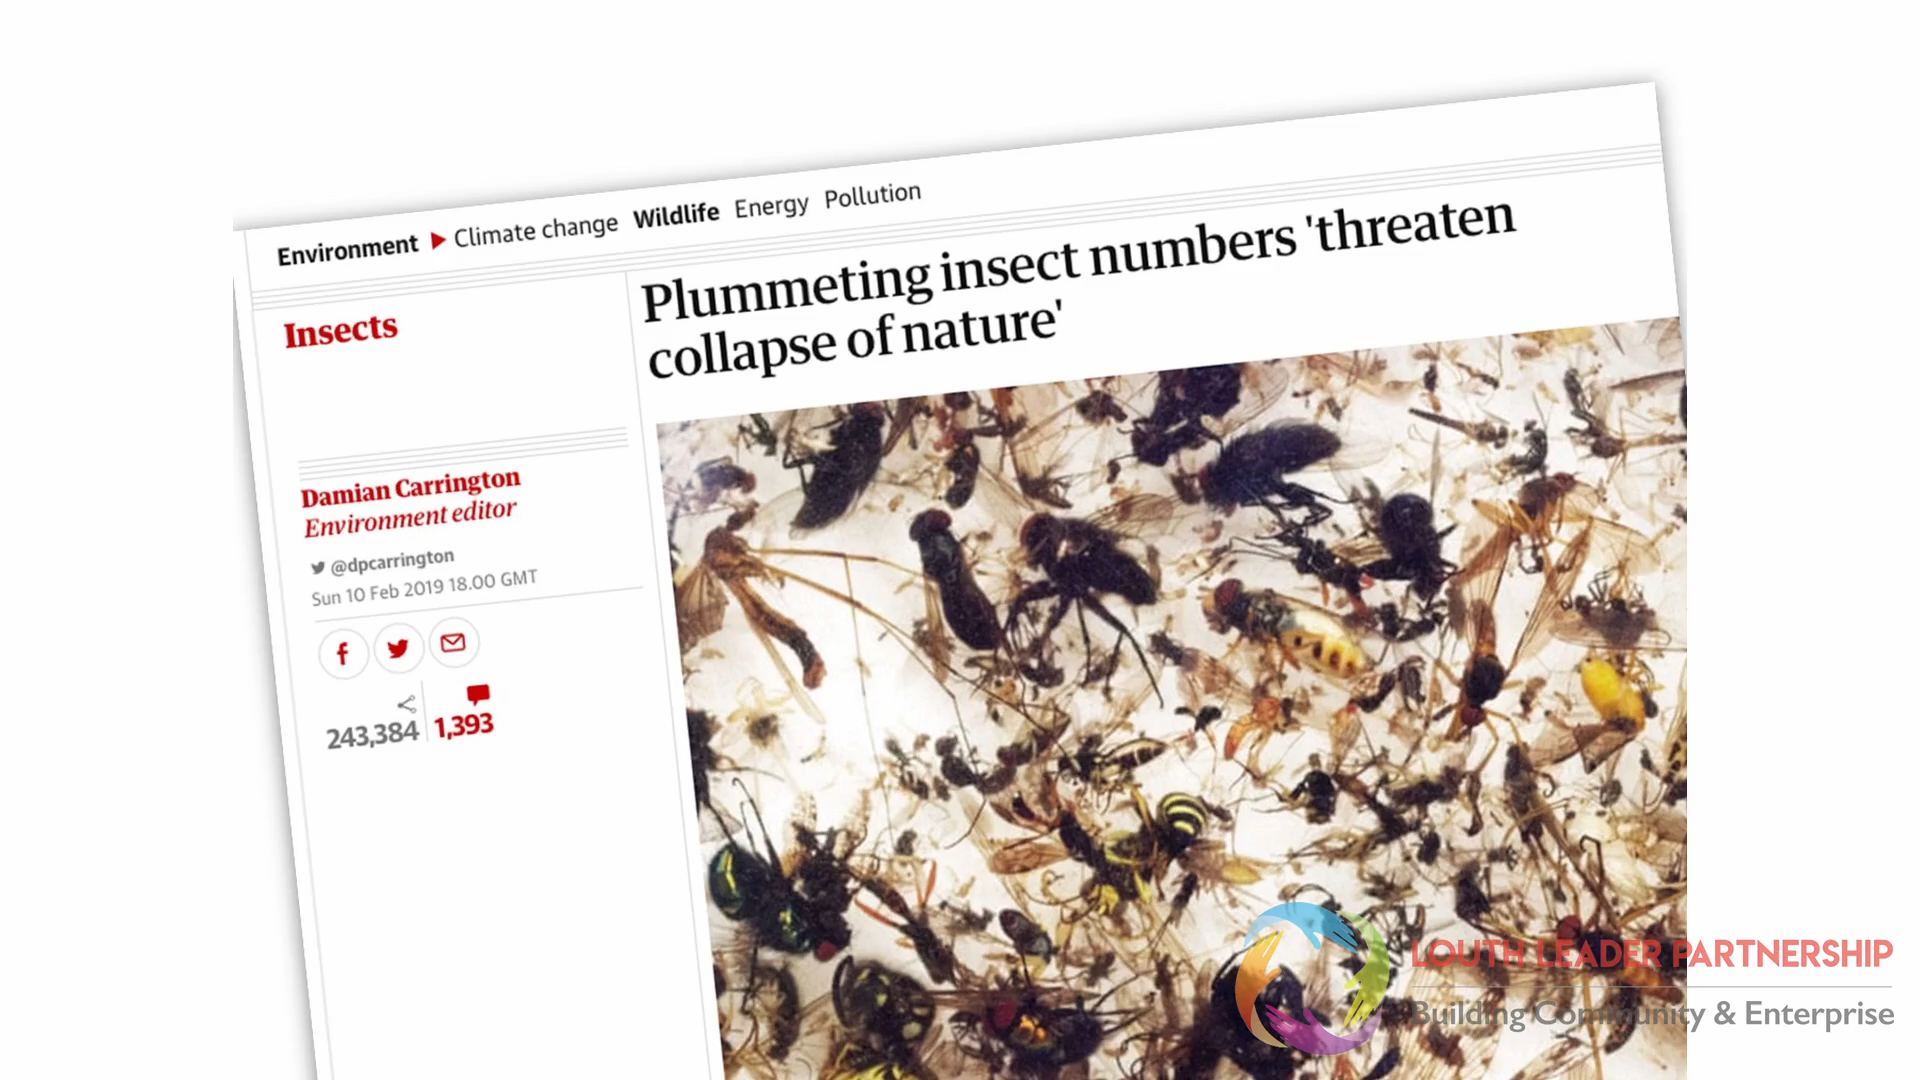 Environment Climate change Wildlife Energy Pollution
Plummeting insect numbers 'threaten
collapse of nature'
Insects
Damian Carrington
Environment editor
@dpcarrington
Sun 10 Feb 2019 18.00 GMT
243,384 1,393
LOUTH LEADER PARTNERSHIP
Building Community & Enterprise